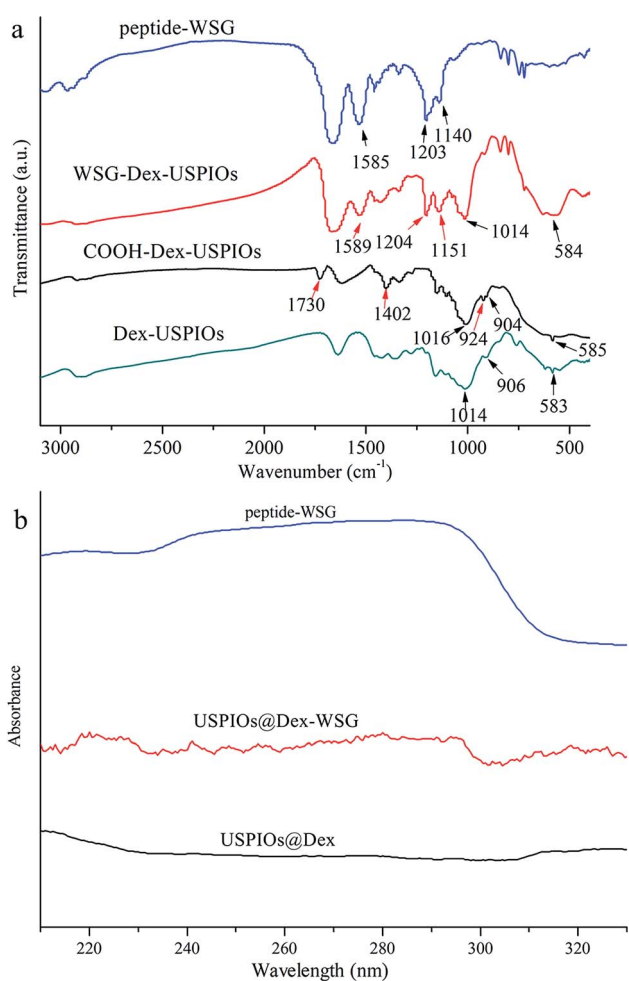 a
peptide-WSG
1585
1203
1140
WSG-Dex-USPIOs
1589
1204
1151
1014
584
COOH-Dex-USPIOs
1730
1402
1016
924
904
585
Dex-USPIOs
1014
906
583
Transmittance (a.u.)
3000 2500 2000 1500 1000 500
Wavenumber (cm⁻¹)
b
peptide-WSG
USPIOs@Dex-WSG
USPIOs@Dex
Absorbance
220 240 260 280 300 320
Wavelength (nm)